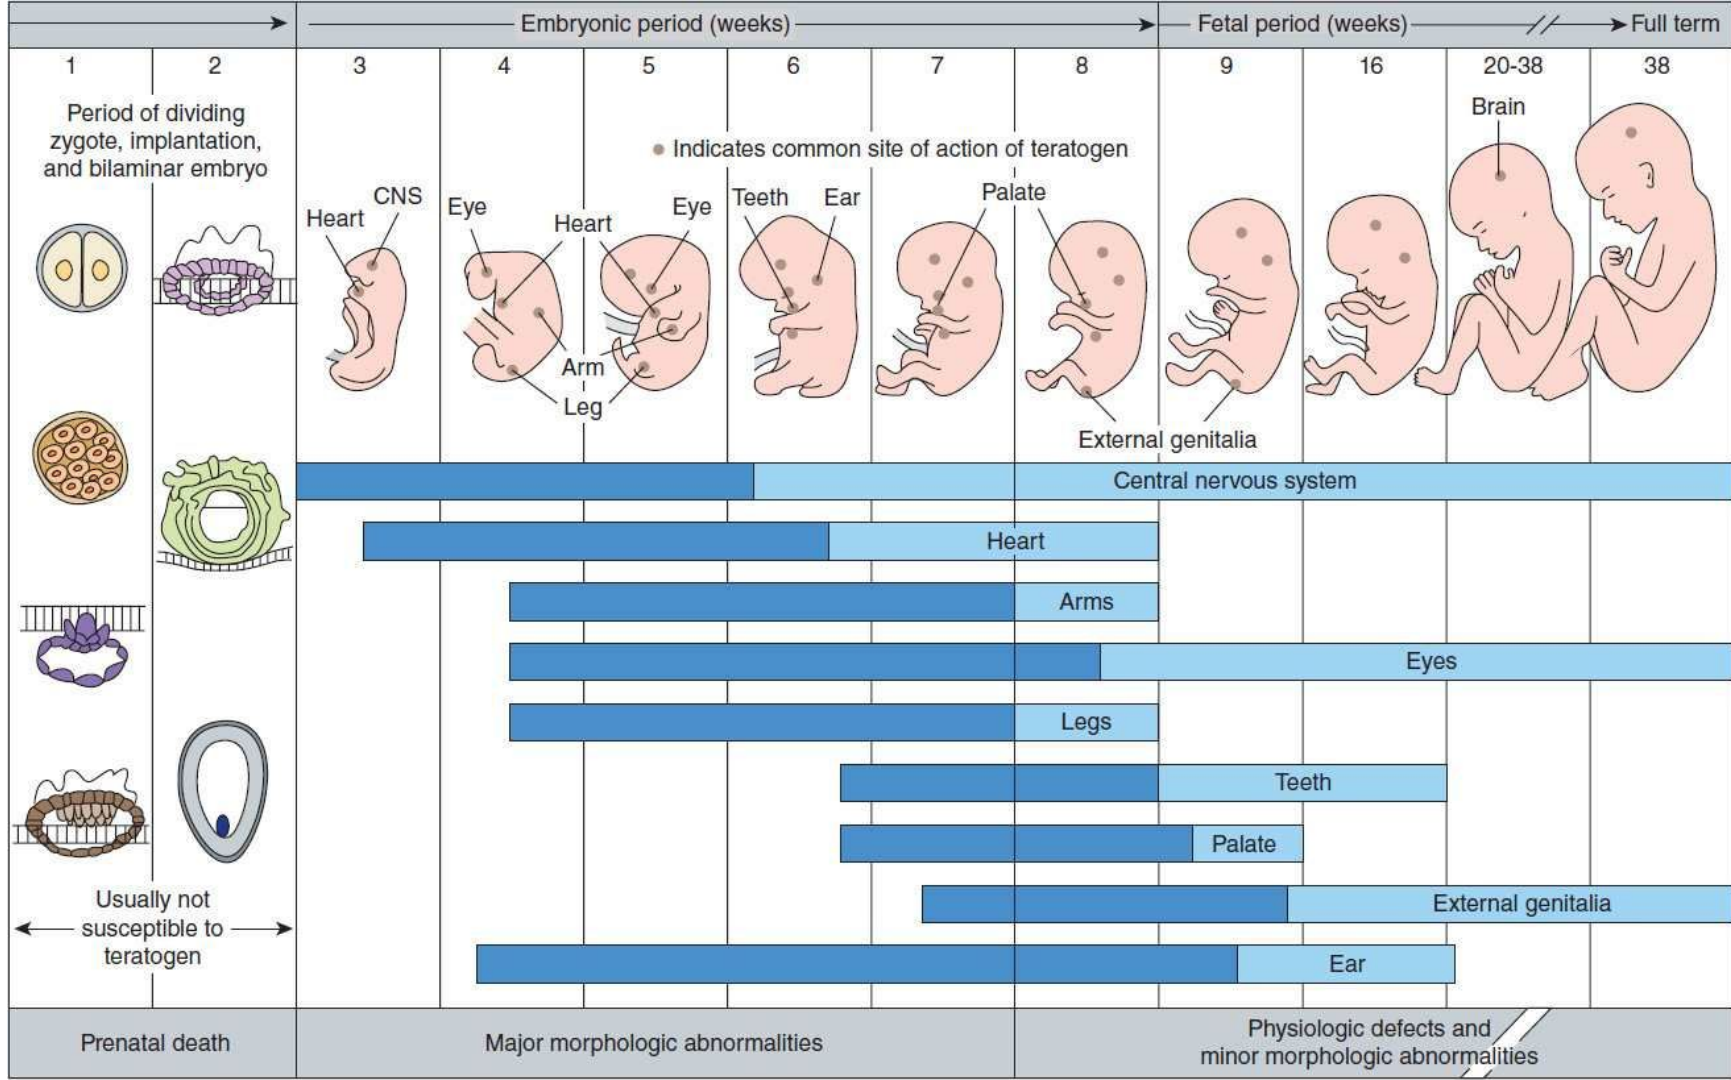 Embryonic period (weeks)
Fetal period (weeks)
Full term
1
2
3
4
5
6
7
8
9
16
20-38
38
Period of dividing
zygote, implantation,
and bilaminar embryo
Indicates common site of action of teratogen
Brain
CNS
Heart
Eye
Heart
Eye
Teeth
Ear
Palate
Arm
Leg
External genitalia
Central nervous system
Heart
Arms
Eyes
Legs
Teeth
Palate
External genitalia
Ear
Usually not
susceptible to
teratogen
Prenatal death
Major morphologic abnormalities
Physiologic defects and
minor morphologic abnormalities